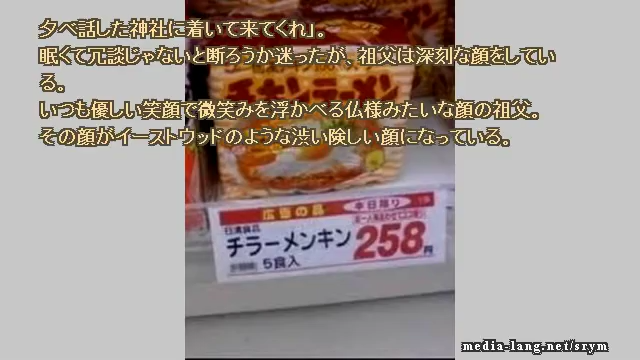 夕べ話した神社に着いて来てくれ」。
眠くて冗談じゃないと断ろうか迷ったが、祖父は深刻な顔をしてい
る。
いつも優しい笑顔で微笑みを浮かべる仏様みたいな顔の祖父。
その顔がイーストウッドのような渋い険しい顔になっている。
チキンラーメン
広告の品
本日限り
日清食品
チラーメンキン
5食入
258円
media-lang.net/srym